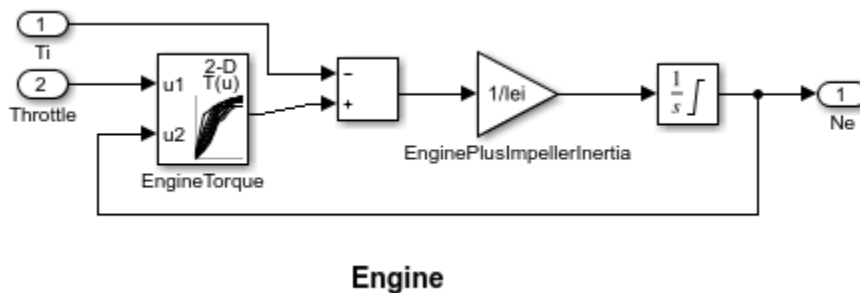 1
Ti
2
Throttle
2-D
T(u)
u1
u2
EngineTorque
−
+
1/Iei
EnginePlusImpellerInertia
1
s
1
Ne
Engine